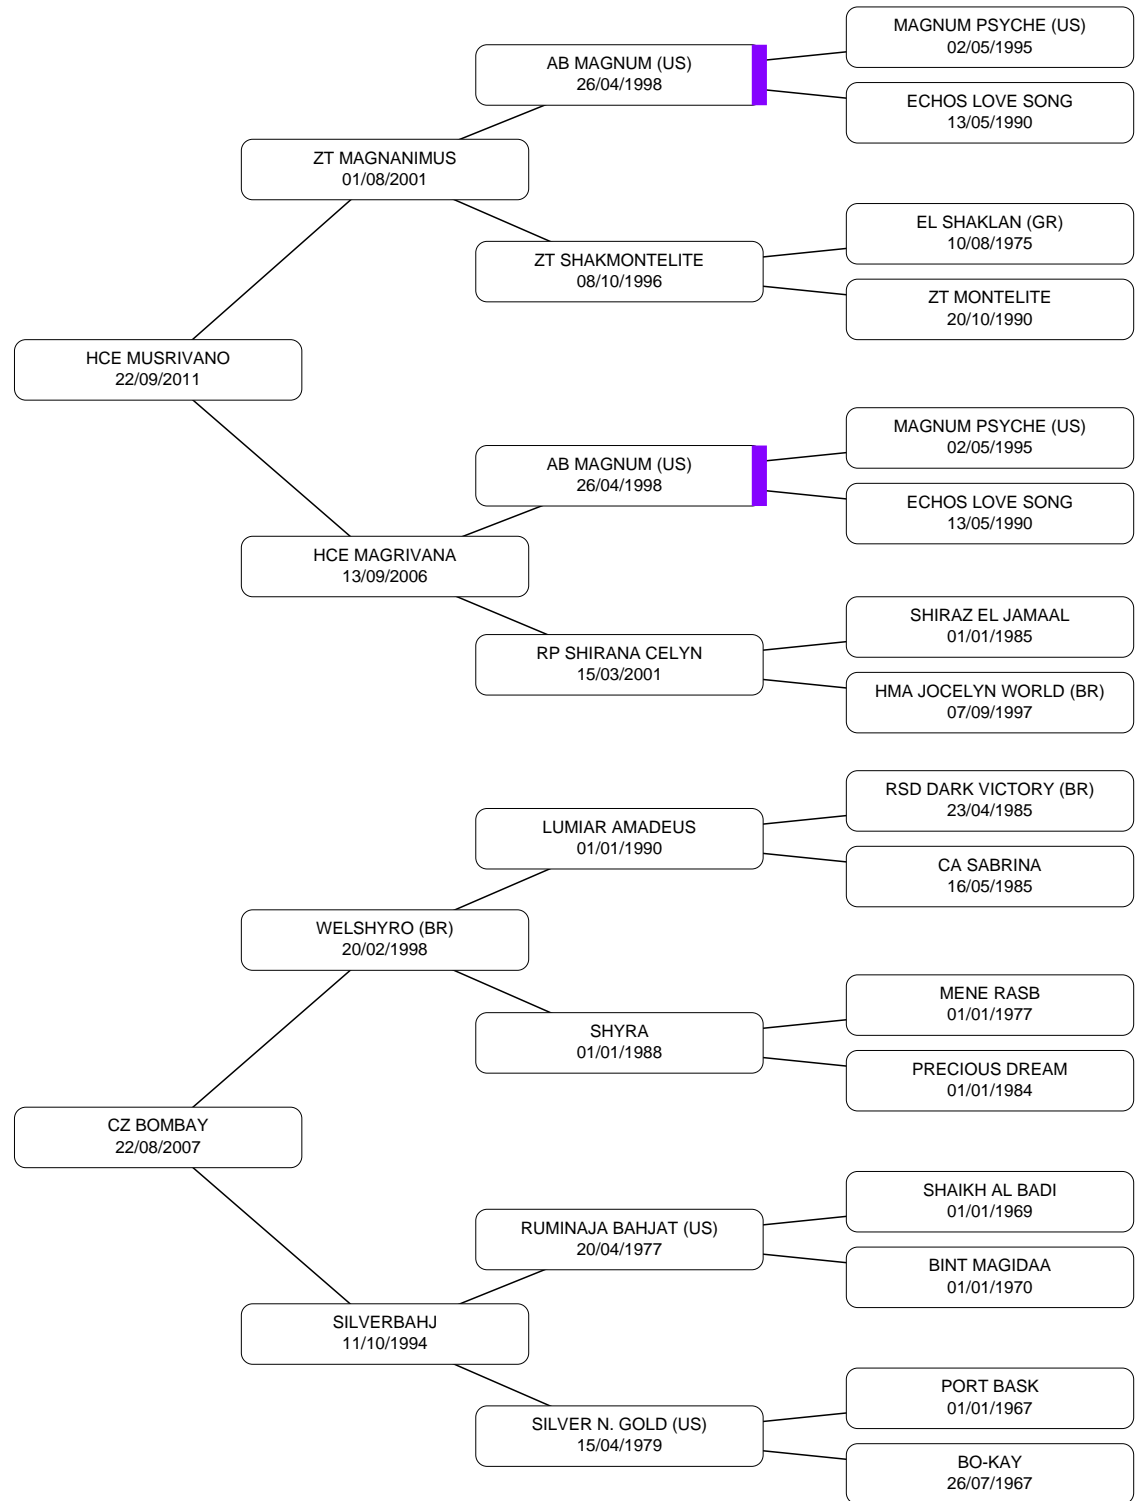 MAGNUM PSYCHE (US)
02/05/1995
AB MAGNUM (US)
26/04/1998
ECHOS LOVE SONG
13/05/1990
ZT MAGNANIMUS
01/08/2001
EL SHAKLAN (GR)
10/08/1975
ZT SHAKMONTELITE
08/10/1996
ZT MONTELITE
20/10/1990
HCE MUSRIVANO
22/09/2011
MAGNUM PSYCHE (US)
02/05/1995
AB MAGNUM (US)
26/04/1998
ECHOS LOVE SONG
13/05/1990
HCE MAGRIVANA
13/09/2006
SHIRAZ EL JAMAAL
01/01/1985
RP SHIRANA CELYN
15/03/2001
HMA JOCELYN WORLD (BR)
07/09/1997
RSD DARK VICTORY (BR)
23/04/1985
LUMIAR AMADEUS
01/01/1990
CA SABRINA
16/05/1985
WELSHYRO (BR)
20/02/1998
MENE RASB
01/01/1977
SHYRA
01/01/1988
PRECIOUS DREAM
01/01/1984
CZ BOMBAY
22/08/2007
SHAIKH AL BADI
01/01/1969
RUMINAJA BAHJAT (US)
20/04/1977
BINT MAGIDAA
01/01/1970
SILVERBAHJ
11/10/1994
PORT BASK
01/01/1967
SILVER N. GOLD (US)
15/04/1979
BO-KAY
26/07/1967